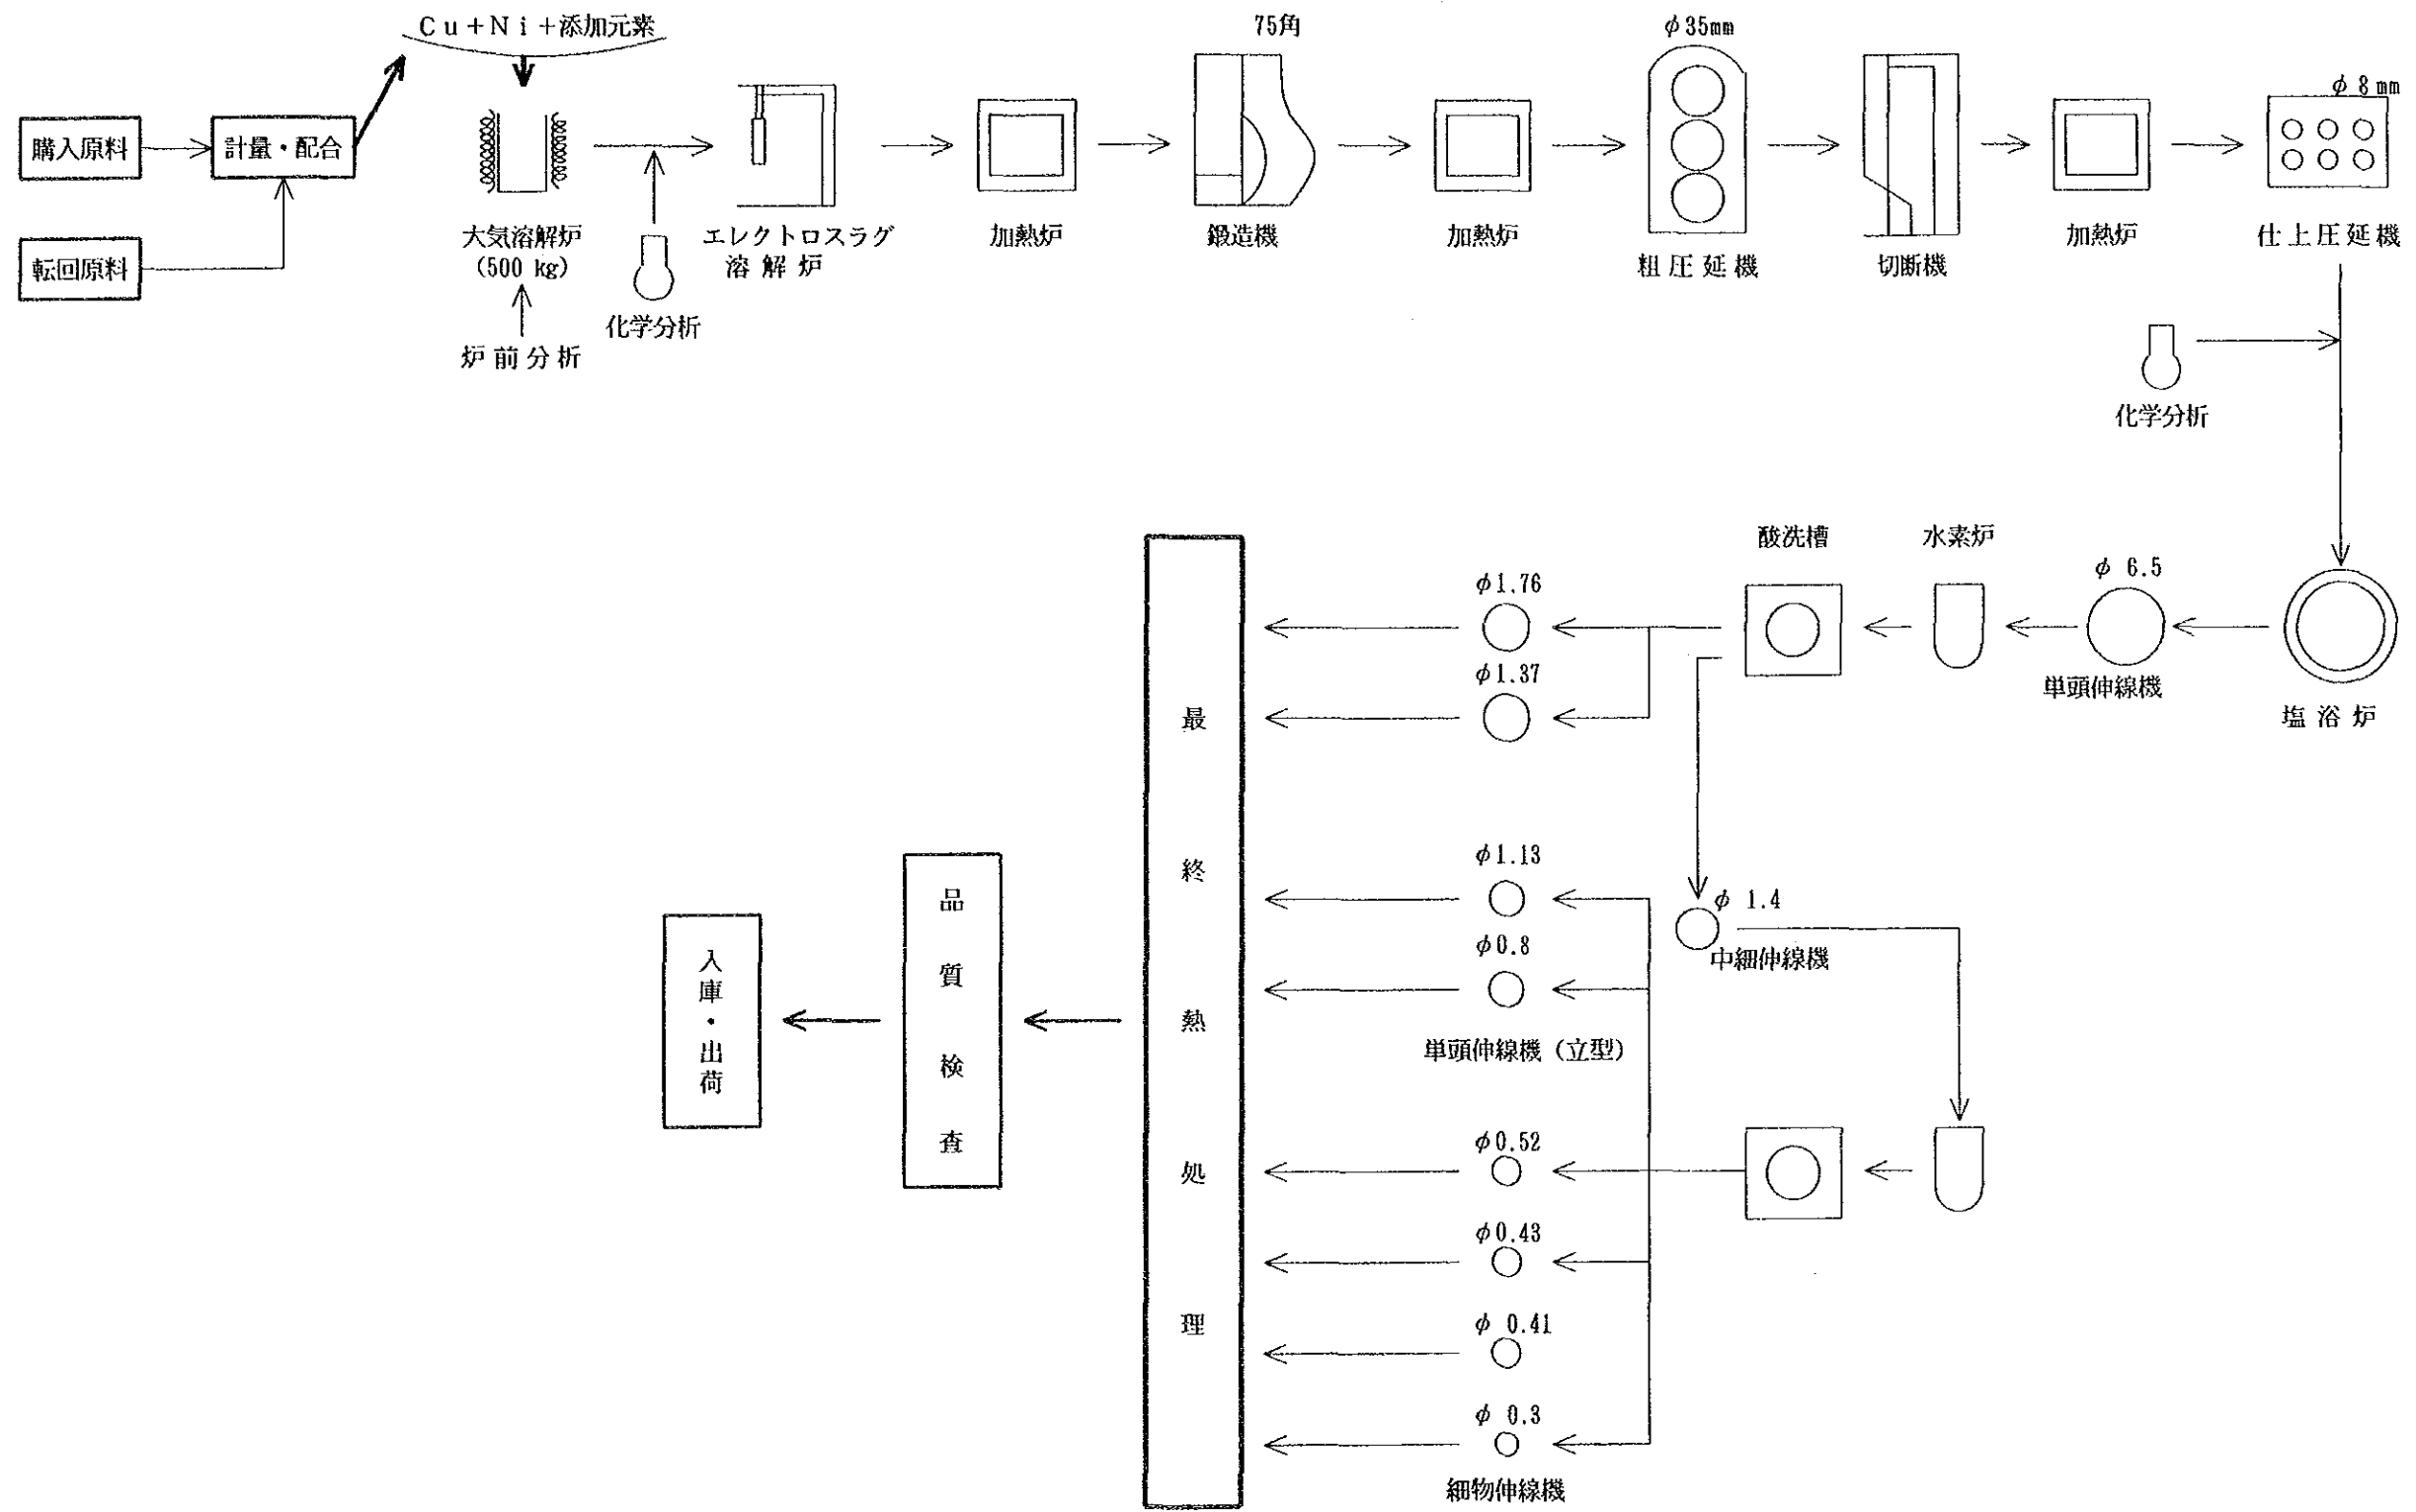 Cu+Ni+添加元素
75角
φ35mm
φ 8 mm
購入原料
計量・配合
転回原料
大気溶解炉
(500 kg)
炉前分析
化学分析
エレクトロスラグ
溶解炉
加熱炉
鍛造機
加熱炉
粗圧延機
切断機
加熱炉
仕上圧延機
化学分析
酸洗槽
水素炉
φ 6.5
単頭伸線機
塩浴炉
φ1.76
φ1.37
φ1.13
φ0.8
単頭伸線機(立型)
φ 1.4
中細伸線機
φ0.52
φ0.43
φ 0.41
φ 0.3
細物伸線機
最終熱処理
品質検査
入庫・出荷